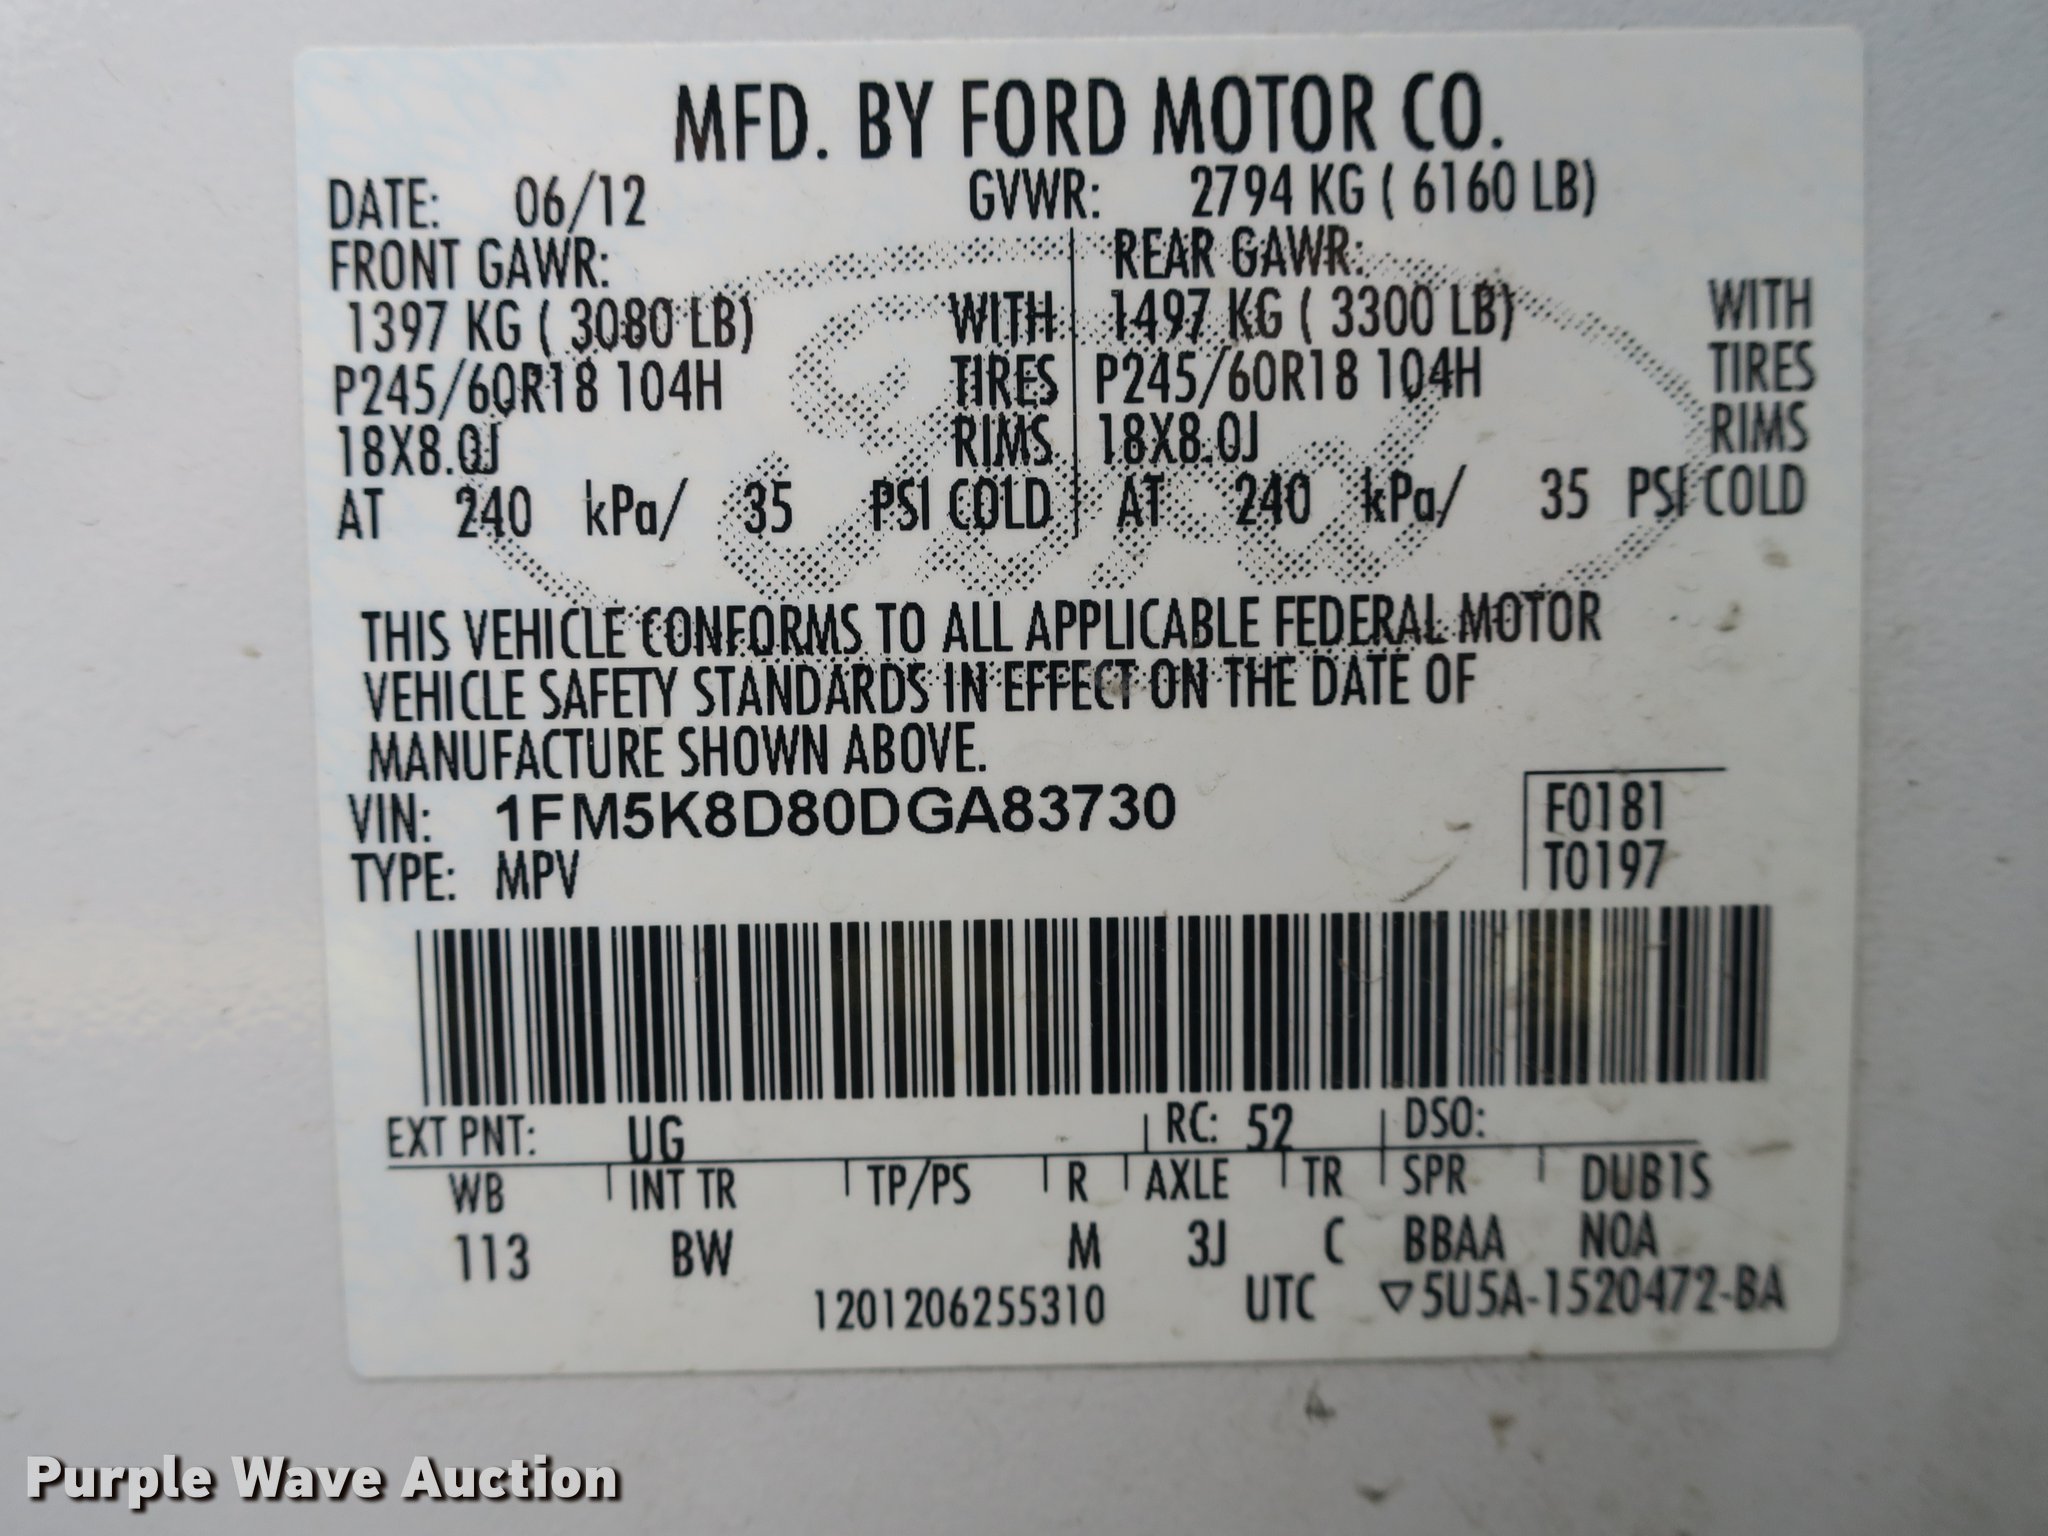 MFD. BY FORD MOTOR CO.
DATE: 06/12 GVWR: 2794 KG ( 6160 LB)
FRONT GAWR: REAR GAWR:
1397 KG ( 3080 LB) WITH 1497 KG ( 3300 LB) WITH
P245/60R18 104H TIRES P245/60R18 104H TIRES
18X8.0J RIMS 18X8.0J RIMS
AT 240 kPa/ 35 PSI COLD AT 240 kPa/ 35 PSI COLD
Ford
THIS VEHICLE CONFORMS TO ALL APPLICABLE FEDERAL MOTOR
VEHICLE SAFETY STANDARDS IN EFFECT ON THE DATE OF
MANUFACTURE SHOWN ABOVE.
VIN: 1FM5K8D80DGA83730 F0181
TYPE: MPV T0197
EXT PNT: UG RC: 52 DSO:
WB INT TR TP/PS R AXLE TR SPR DUB1S
113 BW M 3J C BBAA NOA
1201206255310 UTC ▽5U5A-1520472-BA
Purple Wave Auction